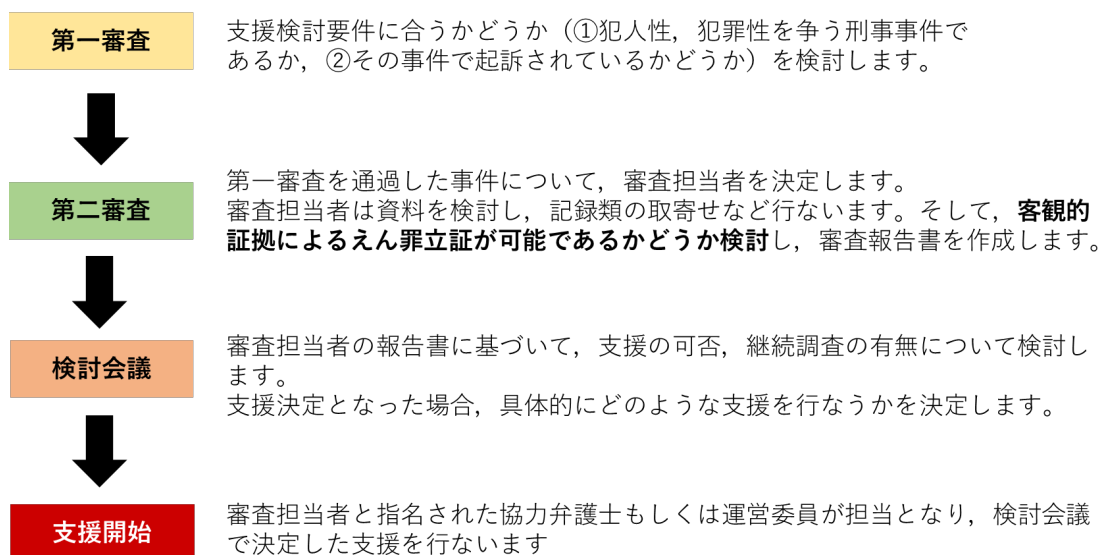 第一審査
支援検討要件に合うかどうか（①犯人性，犯罪性を争う刑事事件で
あるか，②その事件で起訴されているかどうか）を検討します。
第二審査
第一審査を通過した事件について，審査担当者を決定します。
審査担当者は資料を検討し，記録類の取寄せなど行ないます。そして，客観的
証拠によるえん罪立証が可能であるかどうか検討し，審査報告書を作成します。
検討会議
審査担当者の報告書に基づいて，支援の可否，継続調査の有無について検討し
ます。
支援決定となった場合，具体的にどのような支援を行なうかを決定します。
支援開始
審査担当者と指名された協力弁護士もしくは運営委員が担当となり，検討会議
で決定した支援を行ないます